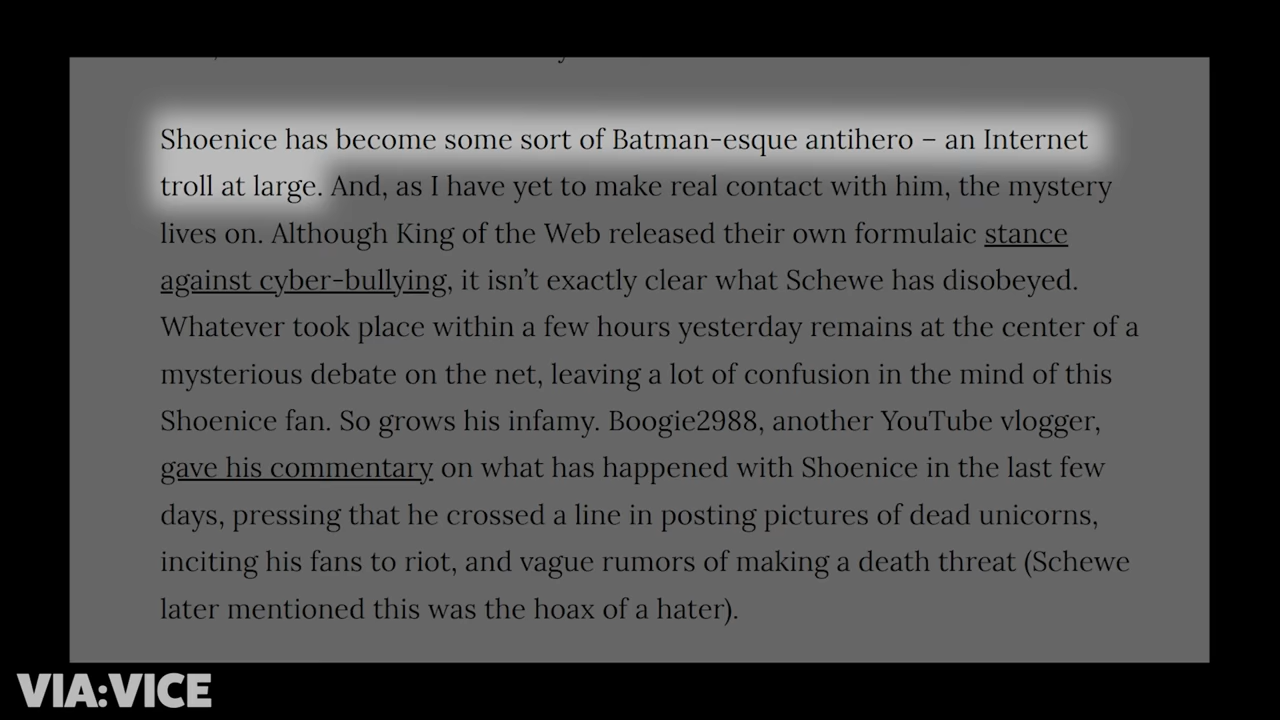 Shoenice has become some sort of Batman-esque antihero – an Internet
troll at large. And, as I have yet to make real contact with him, the mystery
lives on. Although King of the Web released their own formulaic stance
against cyber-bullying, it isn’t exactly clear what Schewe has disobeyed.
Whatever took place within a few hours yesterday remains at the center of a
mysterious debate on the net, leaving a lot of confusion in the mind of this
Shoenice fan. So grows his infamy. Boogie2988, another YouTube vlogger,
gave his commentary on what has happened with Shoenice in the last few
days, pressing that he crossed a line in posting pictures of dead unicorns,
inciting his fans to riot, and vague rumors of making a death threat (Schewe
later mentioned this was the hoax of a hater).
VIA:VICE